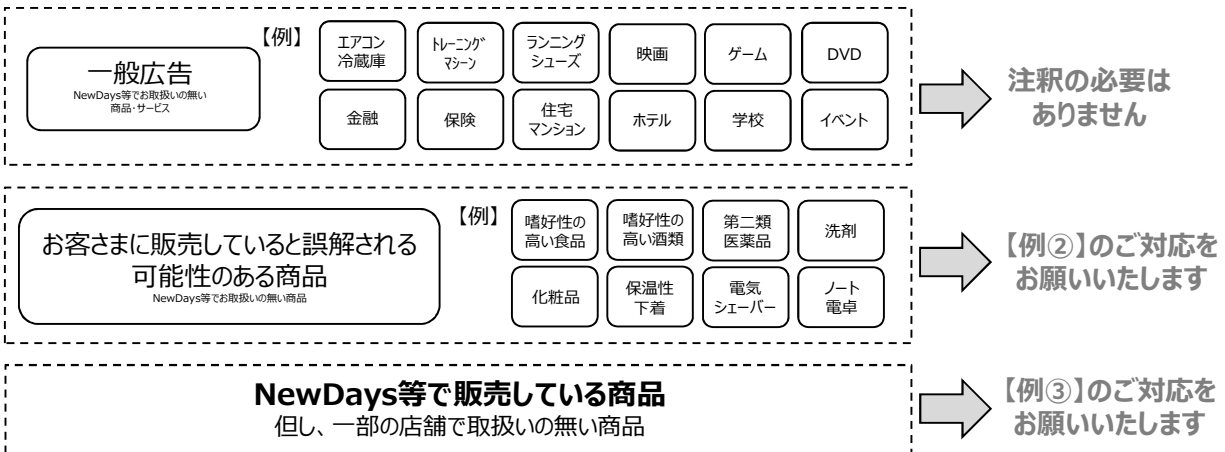 【例】
一般広告
NewDays等でお取扱いの無い
商品・サービス
エアコン
冷蔵庫
トレーニング
マシーン
ランニング
シューズ
映画
ゲーム
DVD
金融
保険
住宅
マンション
ホテル
学校
イベント
注釈の必要は
ありません
【例】
お客さまに販売していると誤解される
可能性のある商品
NewDays等でお取扱いの無い商品
嗜好性の
高い食品
嗜好性の
高い酒類
第二類
医薬品
洗剤
化粧品
保温性
下着
電気
シェーバー
ノート
電卓
【例②】のご対応を
お願いいたします
NewDays等で販売している商品
但し、一部の店舗で取扱いの無い商品
【例③】のご対応を
お願いいたします